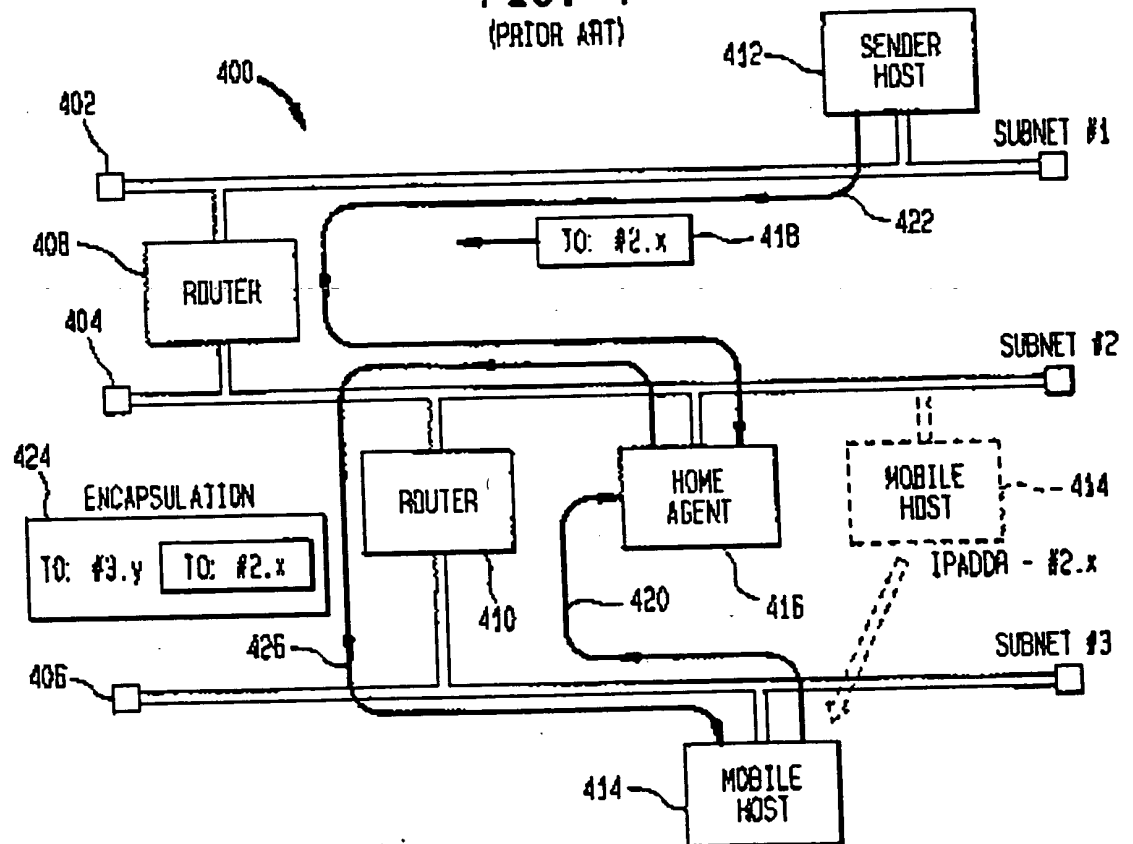 (PRIOR ART)
412
SENDER
HOST
400
402
SUBNET #1
422
TO: #2.x
418
408
ROUTER
404
SUBNET #2
424
ENCAPSULATION
TO: #3.y
TO: #2.x
ROUTER
HOME
AGENT
MOBILE
HOST
414
IPADDA - #2.x
410
420
416
426
SUBNET #3
406
414
MOBILE
HOST